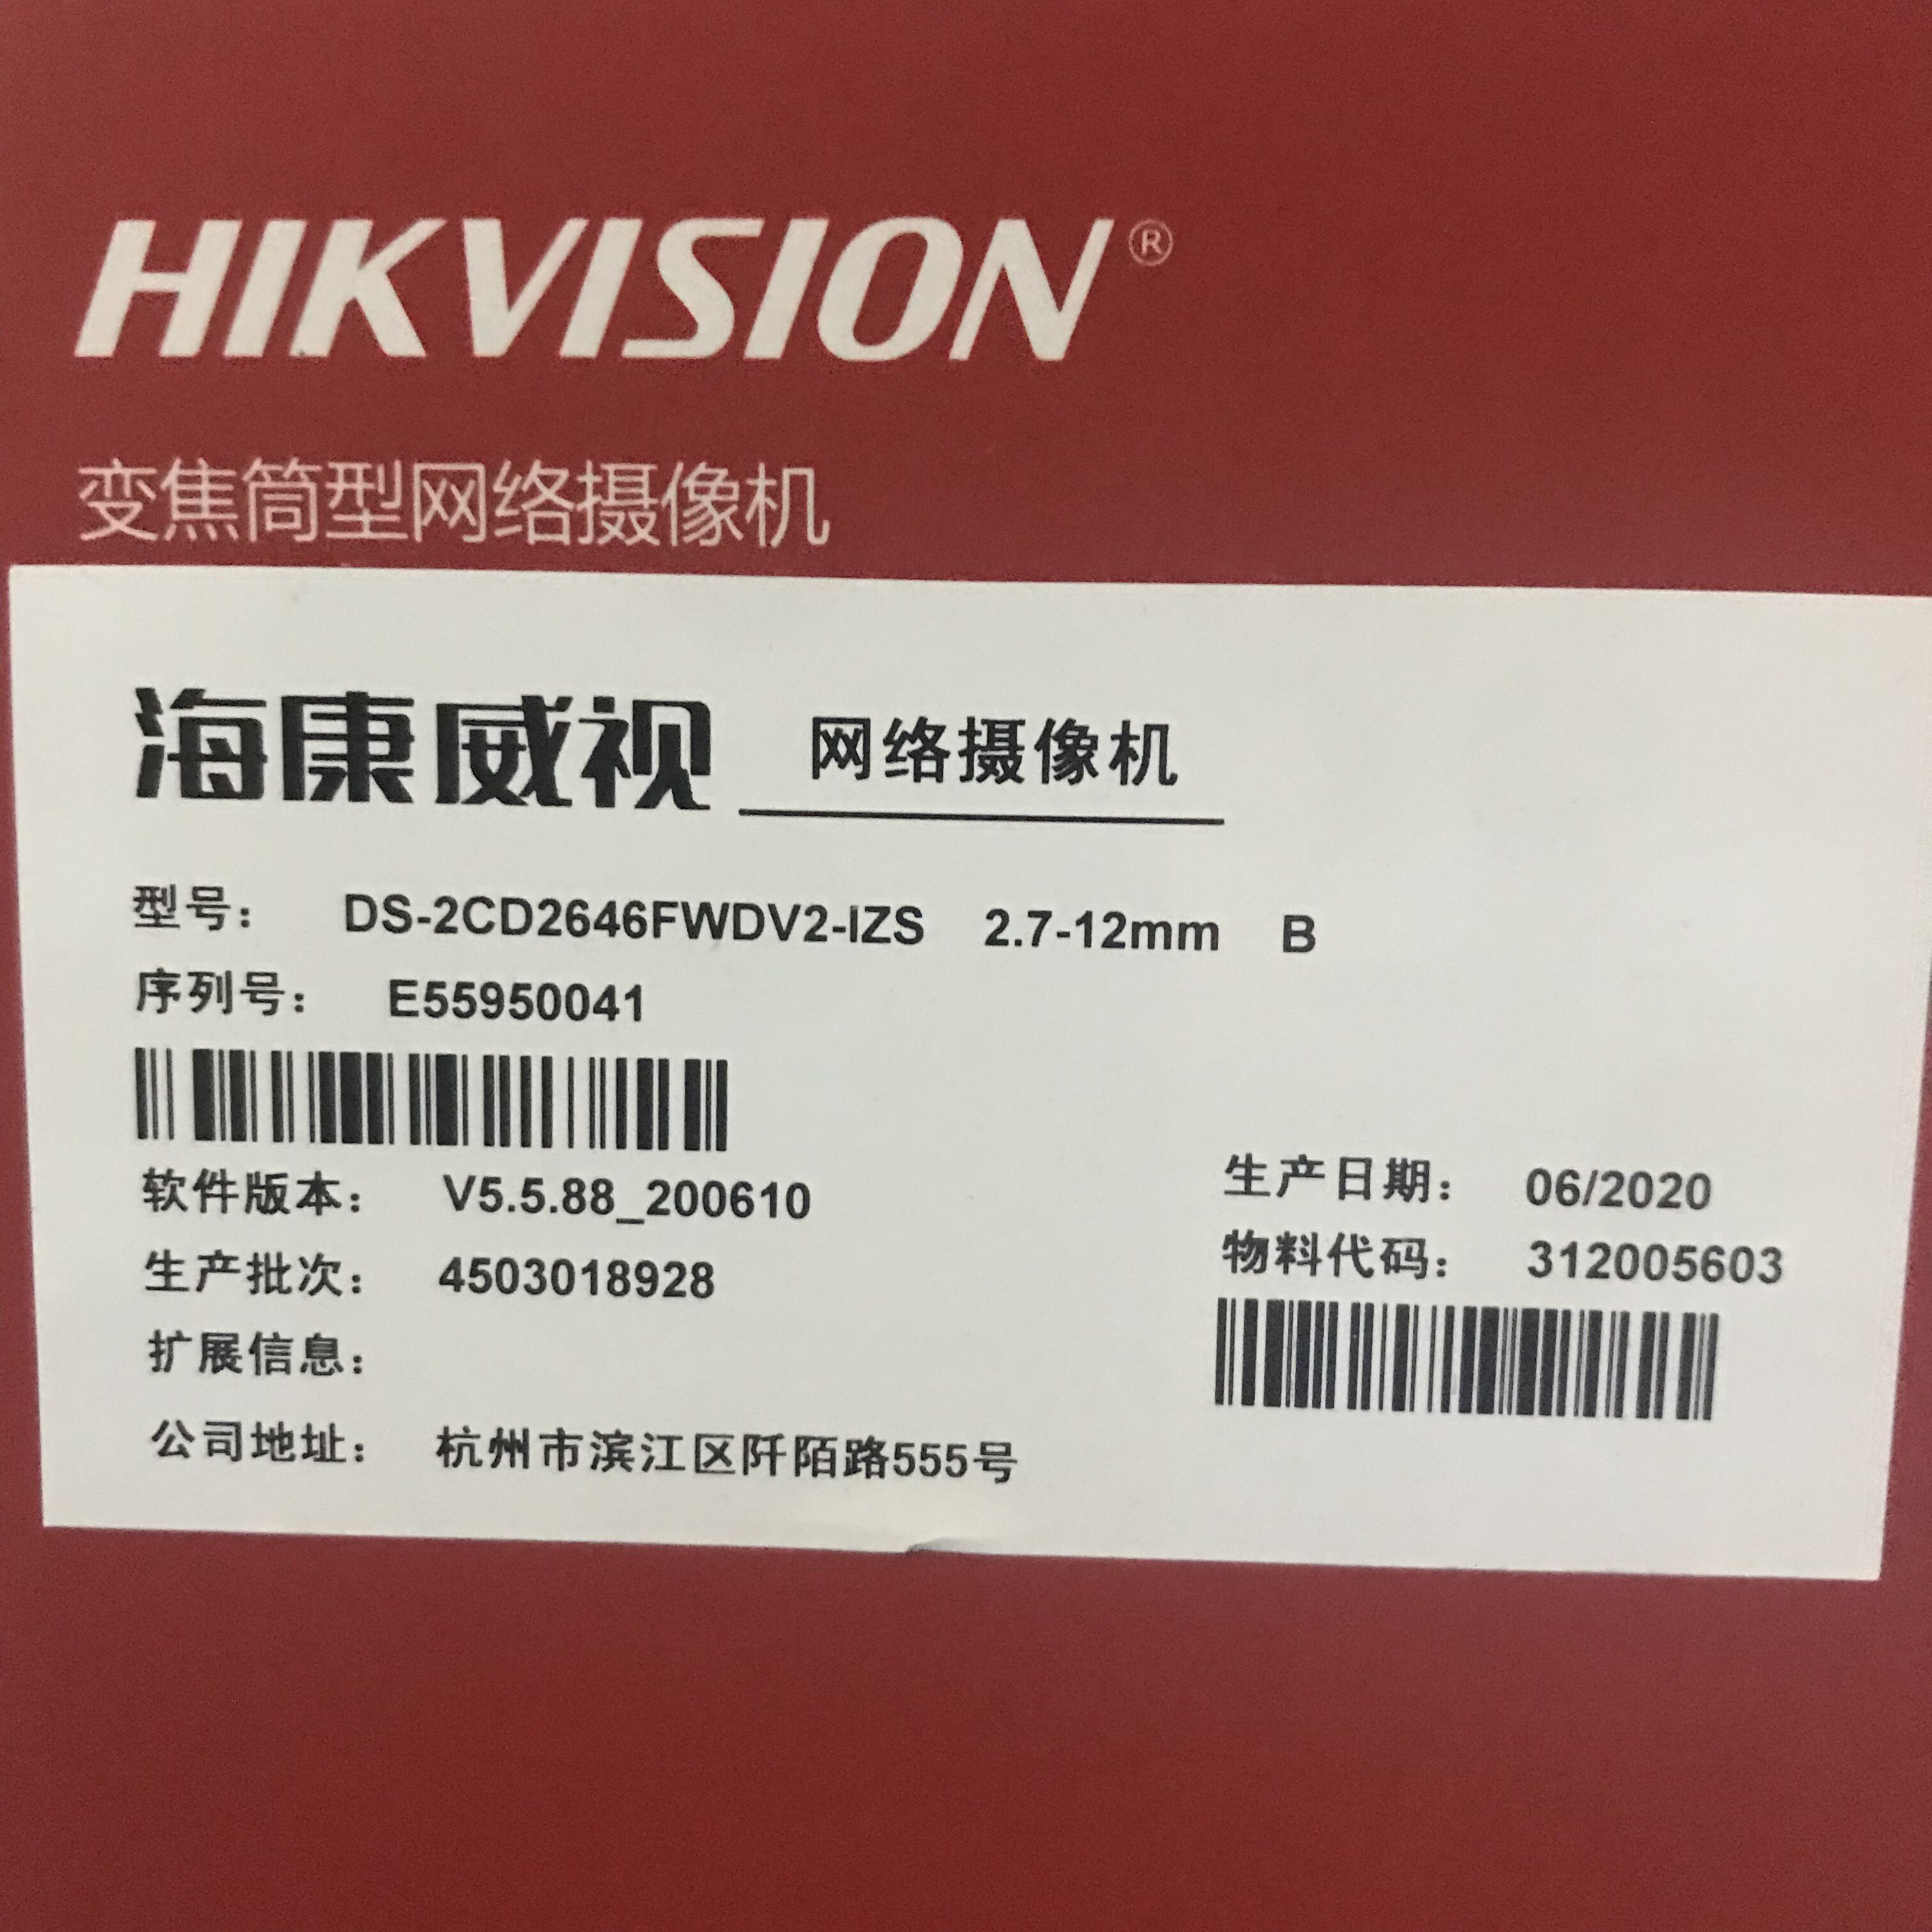 HIKVISION®
变焦筒型网络摄像机
海康威视 网络摄像机
型号： DS-2CD2646FWDV2-IZS 2.7-12mm B
序列号： E55950041
软件版本： V5.5.88_200610
生产日期： 06/2020
生产批次： 4503018928
物料代码： 312005603
扩展信息：
公司地址： 杭州市滨江区阡陌路555号